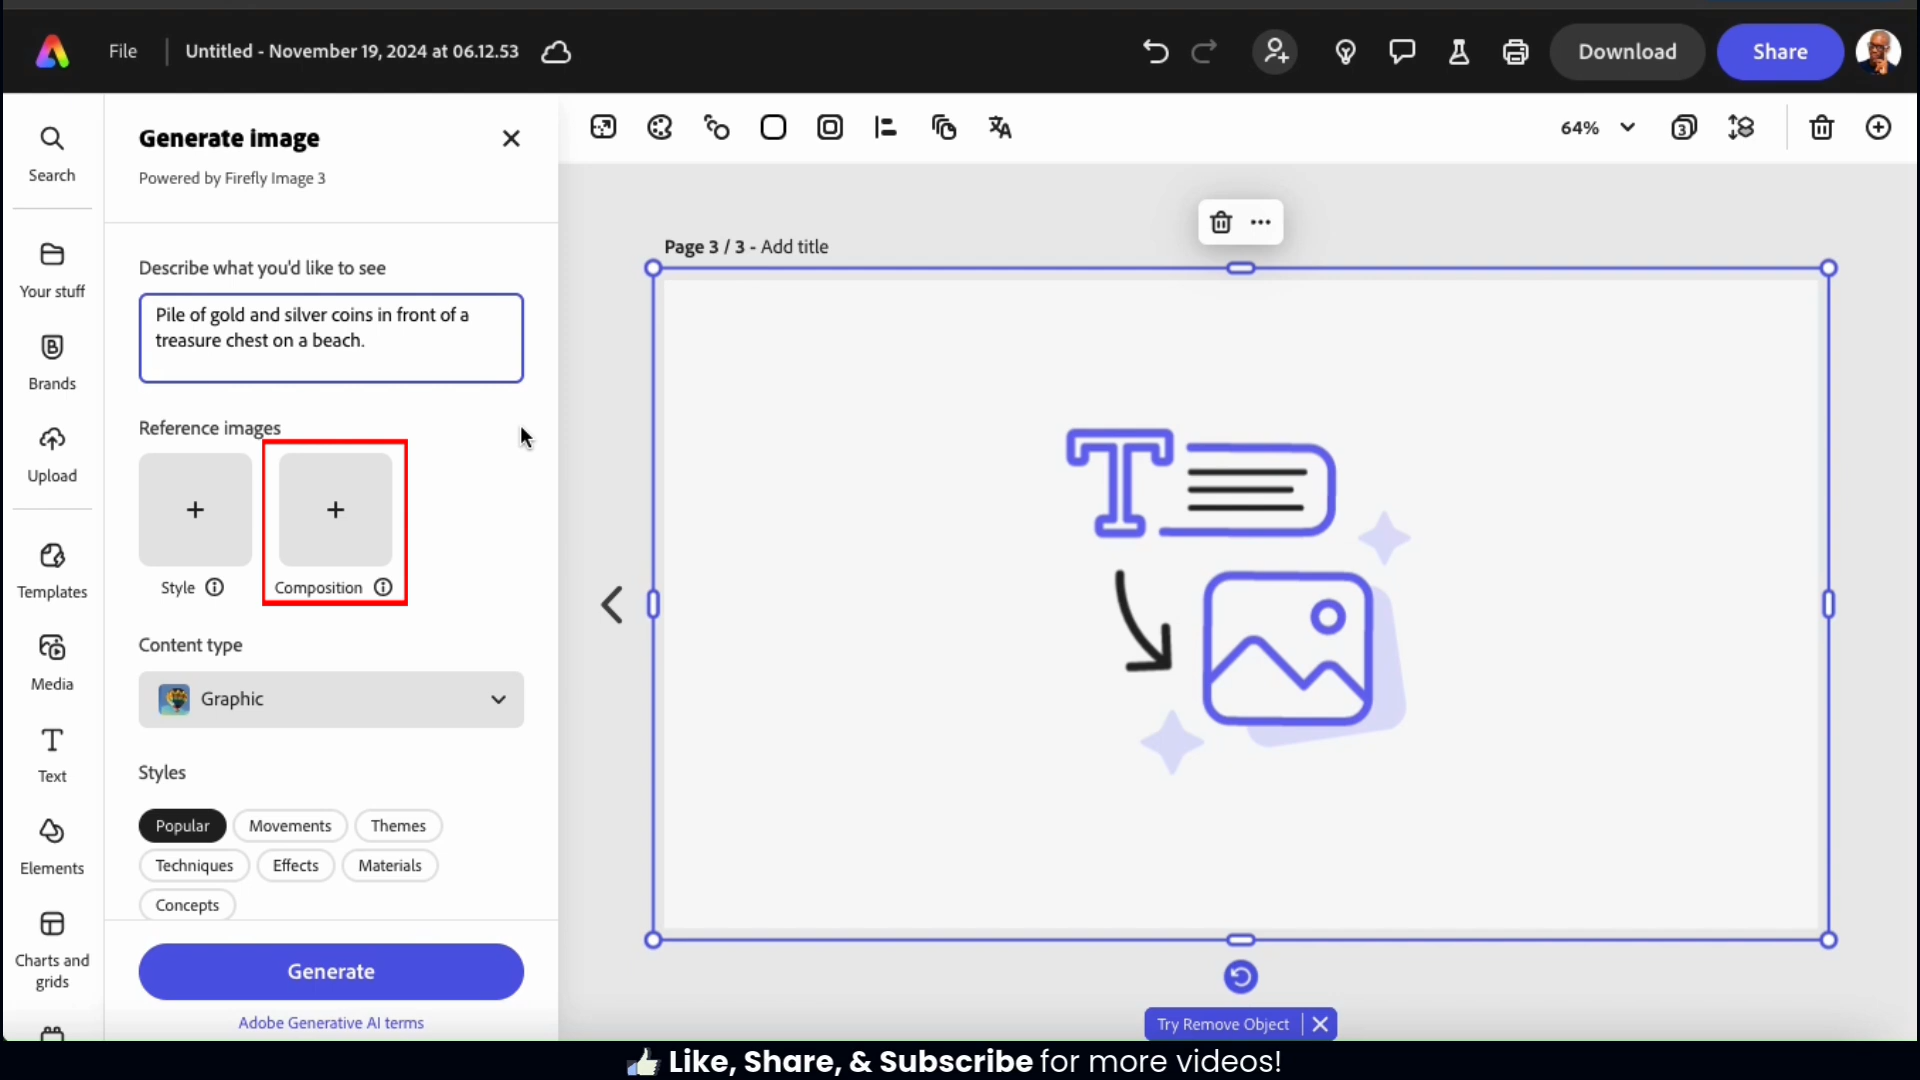 File
Untitled - November 19, 2024 at 06.12.53
Download
Share
Search
Your stuff
Brands
Upload
Templates
Media
Text
Elements
Charts and
grids
Generate image
Powered by Firefly Image 3
Describe what you'd like to see
Pile of gold and silver coins in front of a
treasure chest on a beach.
Reference images
Style
Composition
Content type
Graphic
Styles
Popular Movements Themes
Techniques Effects Materials
Concepts
Generate
Adobe Generative AI terms
64%
3
Page 3 / 3 - Add title
T
Try Remove Object
Like, Share, & Subscribe for more videos!